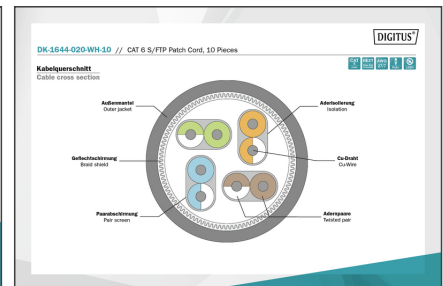 DIGITUS®
DK-1644-020-WH-10 // CAT 6 S/FTP Patch Cord, 10 Pieces
Kabelquerschnitt
Cable cross section
Außenmantel
Outer jacket
Aderisolierung
Isolation
Geflechtschirmung
Braid shield
Cu-Draht
Cu-Wire
Paarabschirmung
Pair screen
Adernpaare
Twisted pair